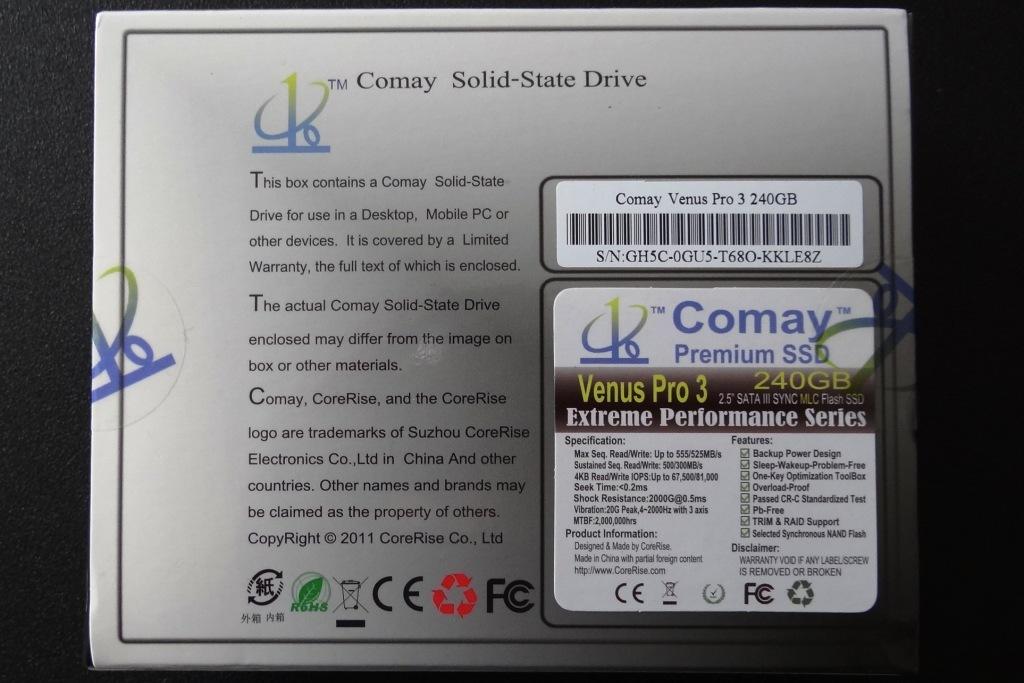 TM Comay Solid-State Drive
This box contains a Comay Solid-State
Drive for use in a Desktop, Mobile PC or
other devices. It is covered by a Limited
Warranty, the full text of which is enclosed.
The actual Comay Solid-State Drive
enclosed may differ from the image on
box or other materials.
Comay, CoreRise, and the CoreRise
logo are trademarks of Suzhou CoreRise
Electronics Co.,Ltd in China And other
countries. Other names and brands may
be claimed as the property of others.
CopyRight © 2011 CoreRise Co., Ltd
紙
外箱 内箱
RoHS
CE
FC
Comay Venus Pro 3 240GB
S/N:GH5C-0GU5-T68O-KKLE8Z
TM Comay TM
Premium SSD
Venus Pro 3 240GB
2.5" SATA III SYNC MLC Flash SSD
Extreme Performance Series
Specification:
Max Seq. Read/Write: Up to 555/525MB/s
Sustained Seq. Read/Write: 500/300MB/s
4KB Read/Write IOPS:Up to 67,500/81,000
Seek Time:<0.2ms
Shock Resistance:2000G@0.5ms
Vibration:20G Peak,4~2000Hz with 3 axis
MTBF:2,000,000hrs
Product Information:
Designed & Made by CoreRise.
Made in China with partial foreign content
http://www.CoreRise.com
Features:
Backup Power Design
Sleep-Wakeup-Problem-Free
One-Key Optimization ToolBox
Overload-Proof
Passed CR-C Standardized Test
Pb-Free
TRIM & RAID Support
Selected Synchronous NAND Flash
Disclaimer:
WARRANTY VOID IF ANY LABEL/SCREW
IS REMOVED OR BROKEN
CE
FC